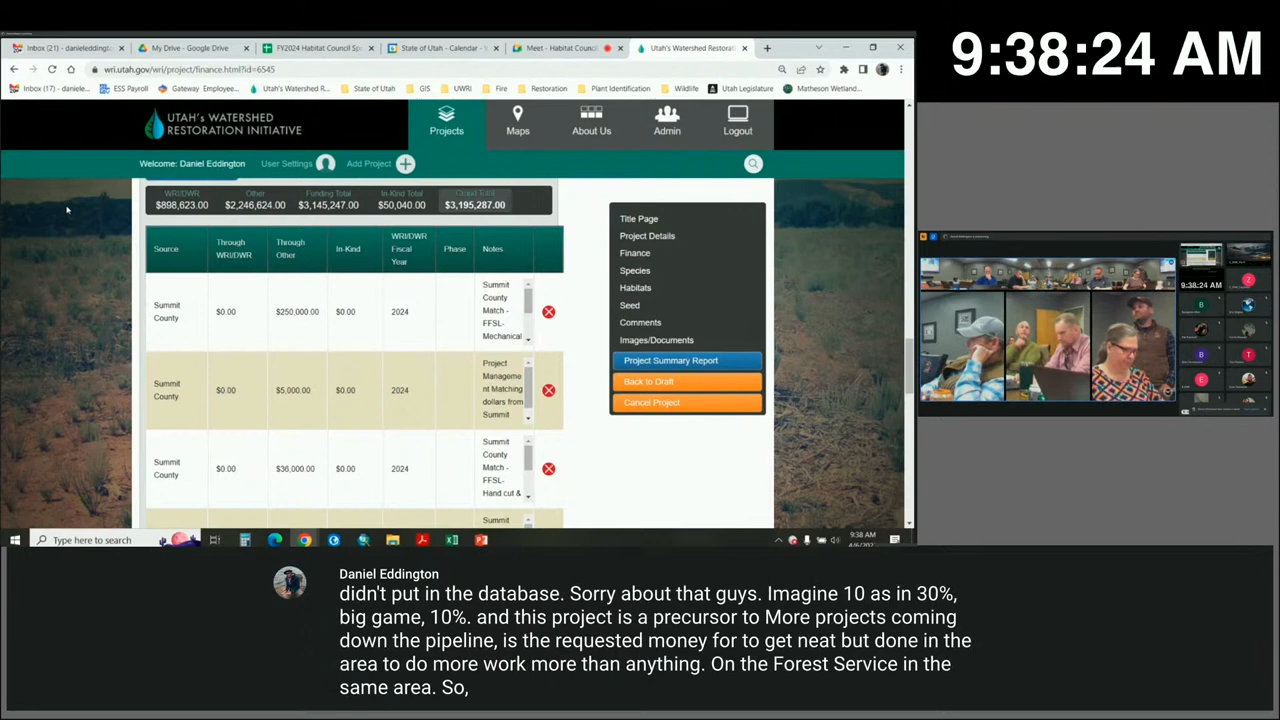 9:38:24 AM
Inbox (21) - danieleddingto
My Drive - Google Drive
FY2024 Habitat Council Sp
State of Utah - Calendar -
Meet - Habitat Council
Utah's Watershed Restorat
wri.utah.gov/wri/project/finance.html?id=6545
Inbox (17) - daniele...
ESS Payroll
Gateway Employee...
Utah's Watershed R...
State of Utah
GIS
UWRI
Fire
Restoration
Plant Identification
Wildlife
Utah Legislature
Matheson Wetland...
UTAH'S WATERSHED
RESTORATION INITIATIVE
Projects
Maps
About Us
Admin
Logout
Welcome: Daniel Eddington
User Settings
Add Project
WRI/DWR Other Funding Total In-Kind Total Grand Total
$898,623.00 $2,246,624.00 $3,145,247.00 $50,040.00 $3,195,287.00
Source
Through
WRI/DWR
Through
Other
In-Kind
WRI/DWR
Fiscal
Year
Phase
Notes
Summit
County
$0.00
$250,000.00
$0.00
2024
Summit
County
Match -
FFSL-
Mechanical
Summit
County
$0.00
$5,000.00
$0.00
2024
Project
Manageme
nt Matching
dollars from
Summit
Summit
County
$0.00
$36,000.00
$0.00
2024
Summit
County
Match -
FFSL-
Hand cut &
Summit
Title Page
Project Details
Finance
Species
Habitats
Seed
Comments
Images/Documents
Project Summary Report
Back to Draft
Cancel Project
9:38:24 AM
Type here to search
9:38 AM
Daniel Eddington
didn't put in the database. Sorry about that guys. Imagine 10 as in 30%,
big game, 10%. and this project is a precursor to More projects coming
down the pipeline, is the requested money for to get neat but done in the
area to do more work more than anything. On the Forest Service in the
same area. So,